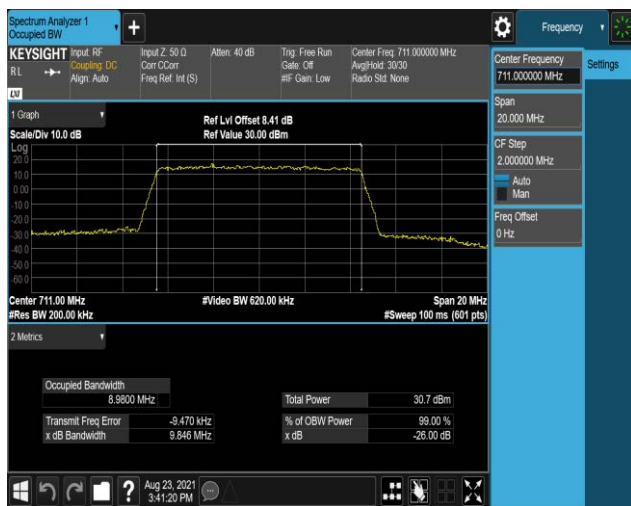 Spectrum Analyzer 1
Occupied BW
+
Frequency
KEYSIGHT
RL
LXI
Input: RF
Coupling: DC
Align: Auto
Input Z: 50 Ω
Corr CCorr
Freq Ref: Int (S)
Atten: 40 dB
Trig: Free Run
Gate: Off
#IF Gain: Low
Center Freq: 711.000000 MHz
Avg|Hold: 30/30
Radio Std: None
Center Frequency
711.000000 MHz
Settings
Span
20.000 MHz
CF Step
2.000000 MHz
Auto
Man
Freq Offset
0 Hz
1 Graph
Scale/Div 10.0 dB
Ref Lvl Offset 8.41 dB
Ref Value 30.00 dBm
Log
20.0
10.0
0.00
-10.0
-20.0
-30.0
-40.0
-50.0
-60.0
Center 711.00 MHz
#Res BW 200.00 kHz
#Video BW 620.00 kHz
Span 20 MHz
#Sweep 100 ms (601 pts)
2 Metrics
Occupied Bandwidth
8.9800 MHz
Total Power 30.7 dBm
Transmit Freq Error -9.470 kHz
% of OBW Power 99.00 %
x dB Bandwidth 9.846 MHz
x dB -26.00 dB
?
Aug 23, 2021
3:41:20 PM